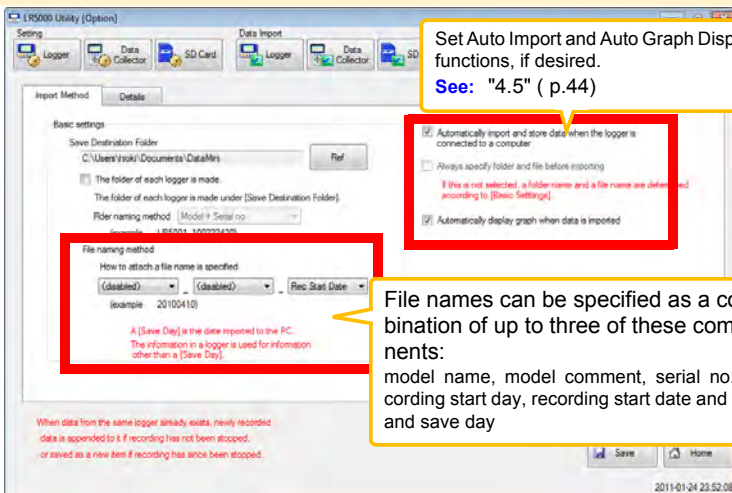 LR5000 Utility [Option]
Setting
Data Import
Logger
Data Collector
SD Card
Logger
Data Collector
SD
Set Auto Import and Auto Graph Disp
functions, if desired.
See: "4.5" ( p.44)
Import Method
Details
Basic settings
Save Destination Folder
C:\Users\hioki\Documents\DataMini
Ref
The folder of each logger is made.
The folder of each logger is made under [Save Destination Folder].
Flder naming method
Model + Serial no.
(example LR5001_100222420)
File naming method
How to attach a file name is specified.
(disabled) _ (disabled) _ Rec Start Date
(example 20100410)
A [Save Day] is the date imported to the PC.
The information in a logger is used for information
other than a [Save Day].
Automatically import and store data when the logger is
connected to a computer
Always specify folder and file before importing
If this is not selected, a folder name and a file name are determined
according to [Basic Settings].
Automatically display graph when data is imported
File names can be specified as a co
bination of up to three of these com
nents:
model name, model comment, serial no.
cording start day, recording start date and
and save day
When data from the same logger already exists, newly recorded
data is appended to it if recording has not been stopped,
or saved as a new item if recording has since been stopped.
Save
Home
2011-01-24 23:52:08